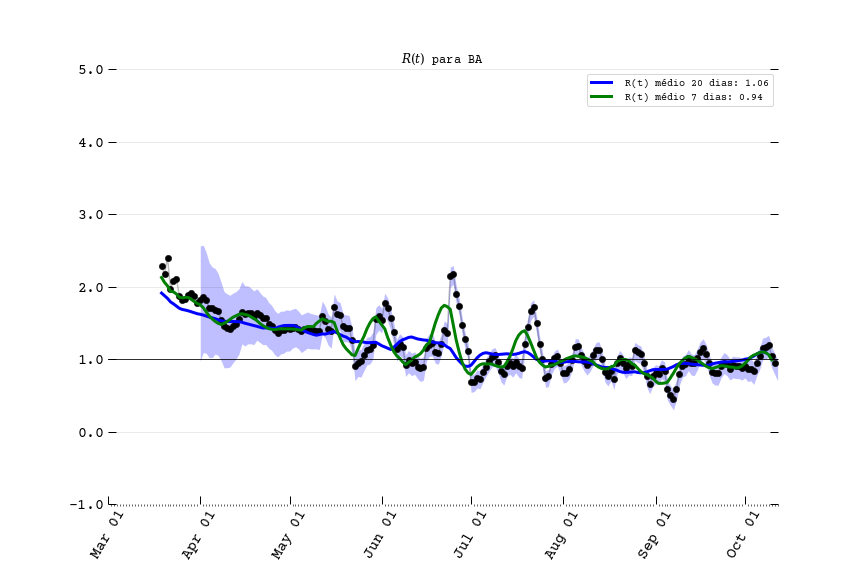 R(t) para BA
5.0
R(t) médio 20 dias: 1.06
R(t) médio 7 dias: 0.94
4.0
3.0
2.0
1.0
0.0
-1.0
Mar 01
Apr 01
May 01
Jun 01
Jul 01
Aug 01
Sep 01
Oct 01